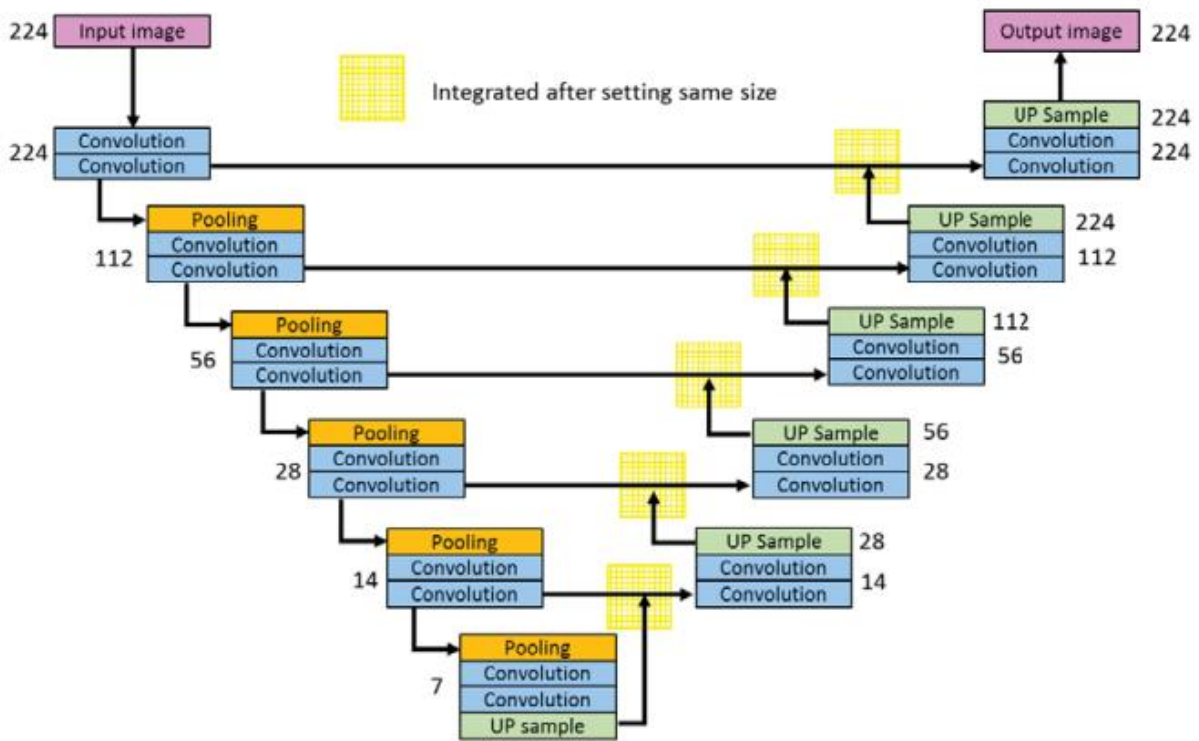 224 Input image
Output image 224
Integrated after setting same size
224
Convolution
Convolution
UP Sample 224
Convolution 224
Convolution
112
Pooling
Convolution
Convolution
UP Sample 224
Convolution 112
Convolution
56
Pooling
Convolution
Convolution
UP Sample 112
Convolution 56
Convolution
28
Pooling
Convolution
Convolution
UP Sample 56
Convolution 28
Convolution
14
Pooling
Convolution
Convolution
UP Sample 28
Convolution 14
Convolution
7
Pooling
Convolution
Convolution
UP sample